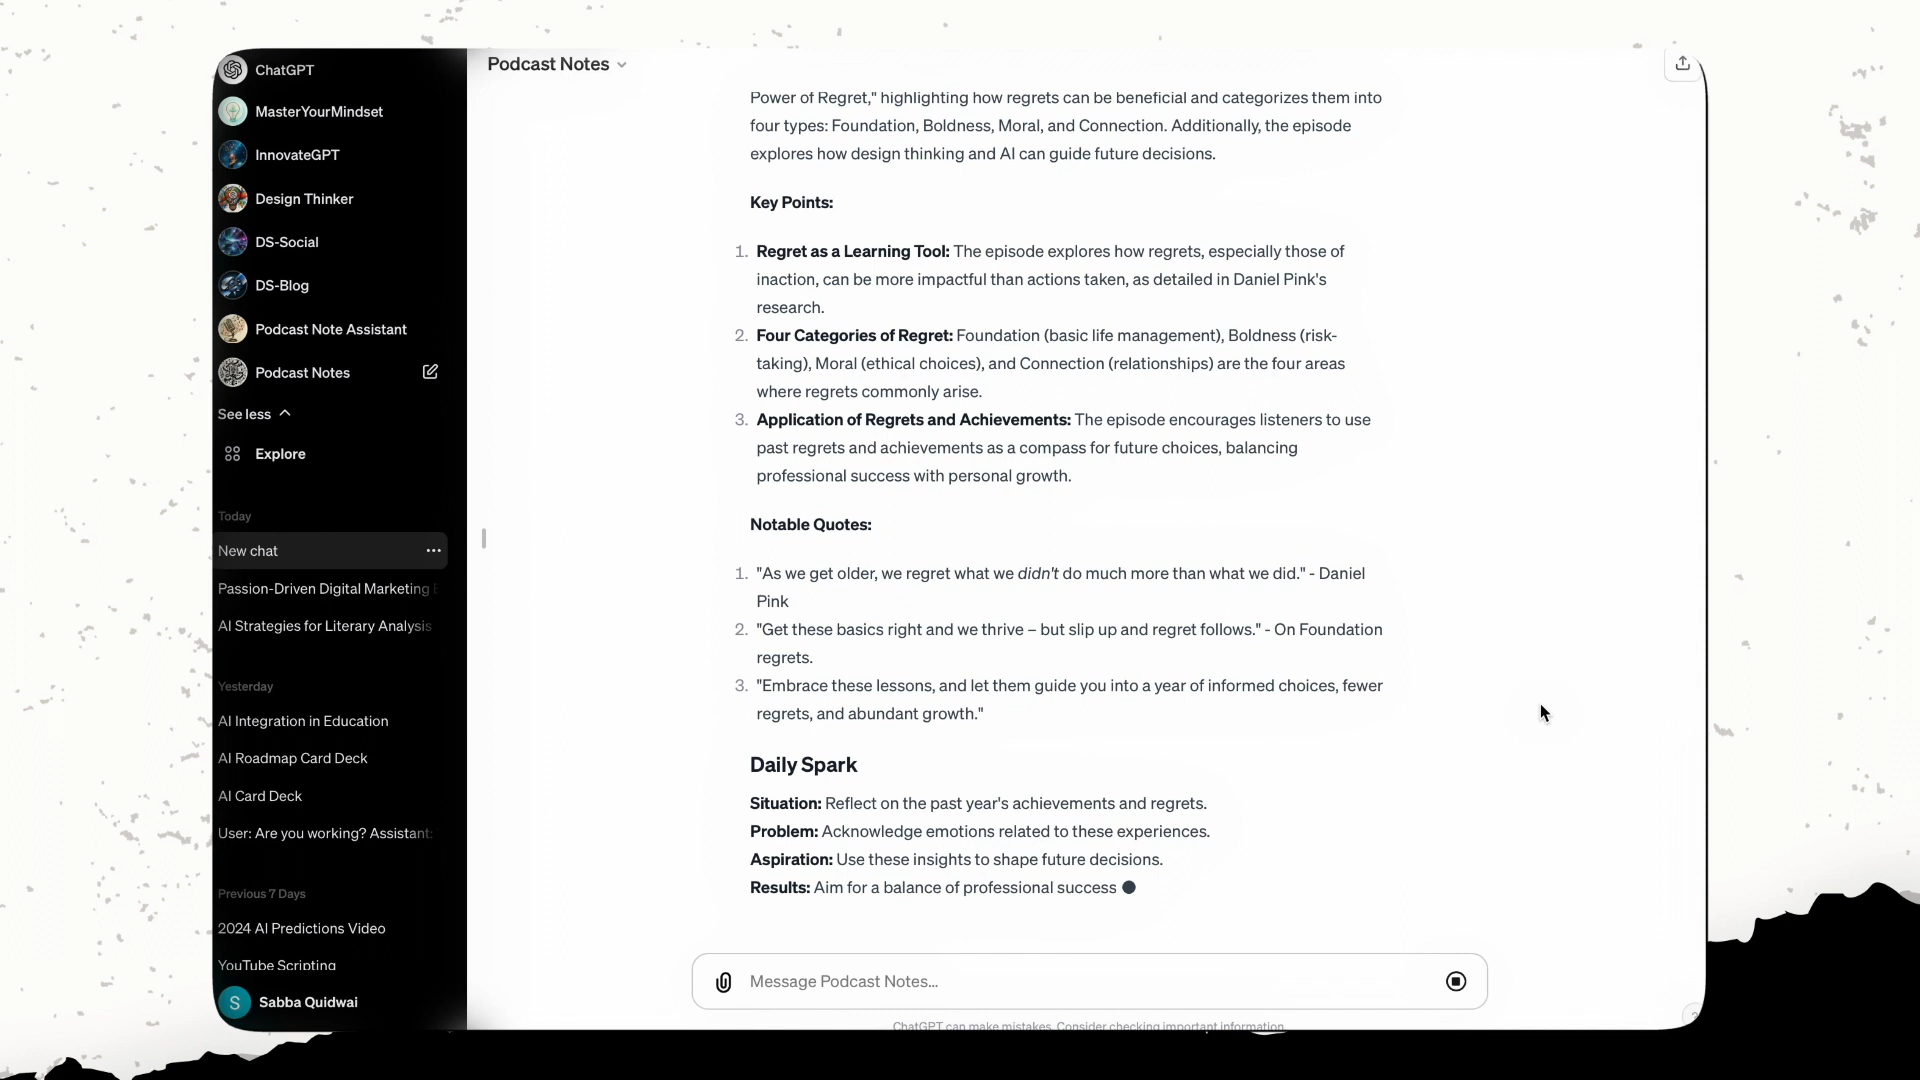 ChatGPT
MasterYourMindset
InnovateGPT
Design Thinker
DS-Social
DS-Blog
Podcast Note Assistant
Podcast Notes
See less
Explore
Today
New chat
Passion-Driven Digital Marketing
AI Strategies for Literary Analysis
Yesterday
AI Integration in Education
AI Roadmap Card Deck
AI Card Deck
User: Are you working? Assistant:
Previous 7 Days
2024 AI Predictions Video
YouTube Scripting
S
Sabba Quidwai
Podcast Notes
Power of Regret," highlighting how regrets can be beneficial and categorizes them into
four types: Foundation, Boldness, Moral, and Connection. Additionally, the episode
explores how design thinking and AI can guide future decisions.
Key Points:
1. Regret as a Learning Tool: The episode explores how regrets, especially those of
inaction, can be more impactful than actions taken, as detailed in Daniel Pink's
research.
2. Four Categories of Regret: Foundation (basic life management), Boldness (risk-
taking), Moral (ethical choices), and Connection (relationships) are the four areas
where regrets commonly arise.
3. Application of Regrets and Achievements: The episode encourages listeners to use
past regrets and achievements as a compass for future choices, balancing
professional success with personal growth.
Notable Quotes:
1. "As we get older, we regret what we didn't do much more than what we did." - Daniel
Pink
2. "Get these basics right and we thrive – but slip up and regret follows." - On Foundation
regrets.
3. "Embrace these lessons, and let them guide you into a year of informed choices, fewer
regrets, and abundant growth."
Daily Spark
Situation: Reflect on the past year's achievements and regrets.
Problem: Acknowledge emotions related to these experiences.
Aspiration: Use these insights to shape future decisions.
Results: Aim for a balance of professional success
Message Podcast Notes...
ChatGPT can make mistakes. Consider checking important information.